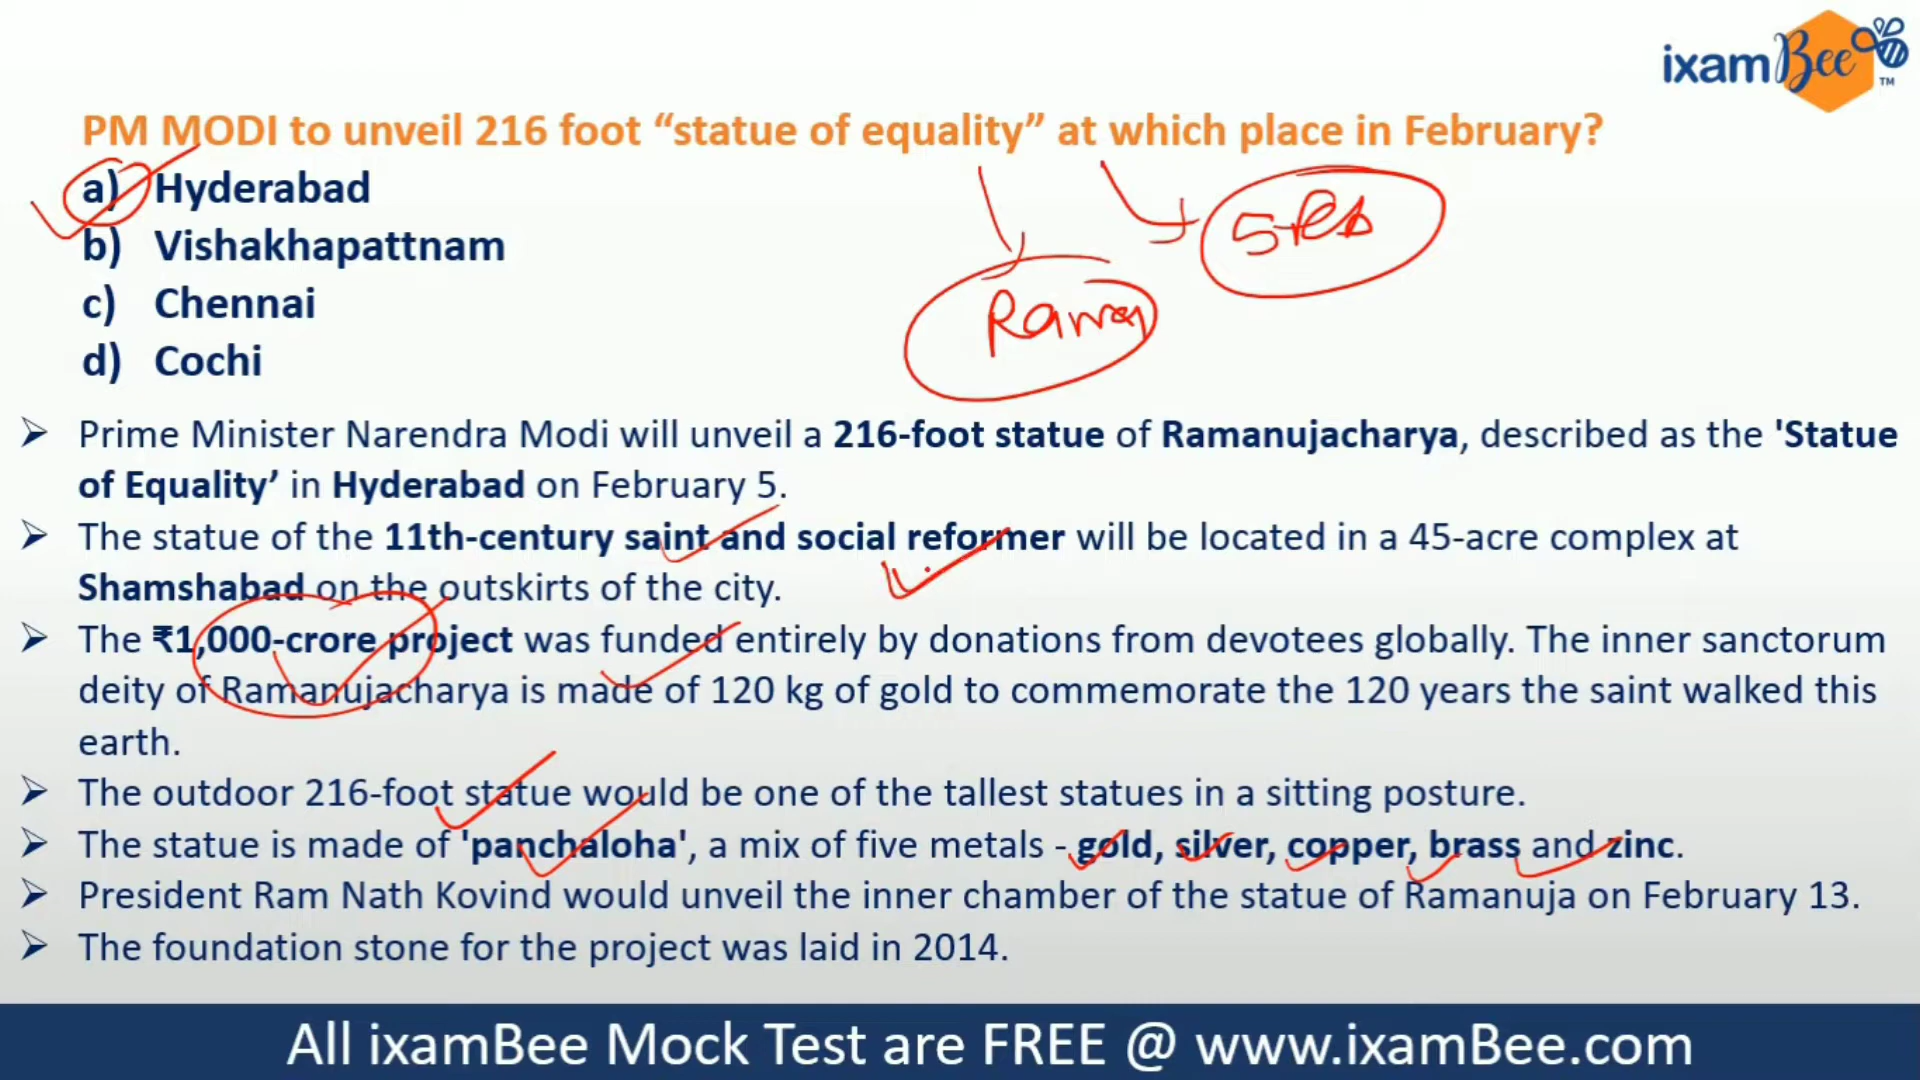 ixamBee™
PM MODI to unveil 216 foot “statue of equality” at which place in February?
a) Hyderabad
5 Feb
b) Vishakhapattnam
c) Chennai
d) Cochi
➢ Prime Minister Narendra Modi will unveil a 216-foot statue of Ramanujacharya, described as the 'Statue
of Equality’ in Hyderabad on February 5.
➢ The statue of the 11th-century saint and social reformer will be located in a 45-acre complex at
Shamshabad on the outskirts of the city.
➢ The ₹1,000-crore project was funded entirely by donations from devotees globally. The inner sanctorum
deity of Ramanujacharya is made of 120 kg of gold to commemorate the 120 years the saint walked this
earth.
➢ The outdoor 216-foot statue would be one of the tallest statues in a sitting posture.
➢ The statue is made of 'panchaloha', a mix of five metals - gold, silver, copper, brass and zinc.
➢ President Ram Nath Kovind would unveil the inner chamber of the statue of Ramanuja on February 13.
➢ The foundation stone for the project was laid in 2014.
All ixamBee Mock Test are FREE @ www.ixamBee.com